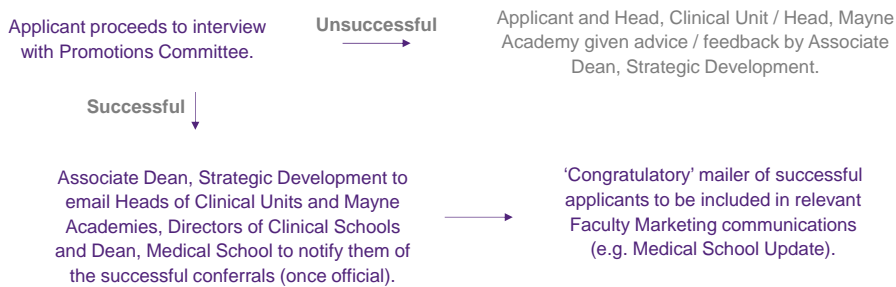 Applicant proceeds to interview
with Promotions Committee.
Unsuccessful
Applicant and Head, Clinical Unit / Head, Mayne
Academy given advice / feedback by Associate
Dean, Strategic Development.
Successful
Associate Dean, Strategic Development to
email Heads of Clinical Units and Mayne
Academies, Directors of Clinical Schools
and Dean, Medical School to notify them of
the successful conferrals (once official).
‘Congratulatory’ mailer of successful
applicants to be included in relevant
Faculty Marketing communications
(e.g. Medical School Update).